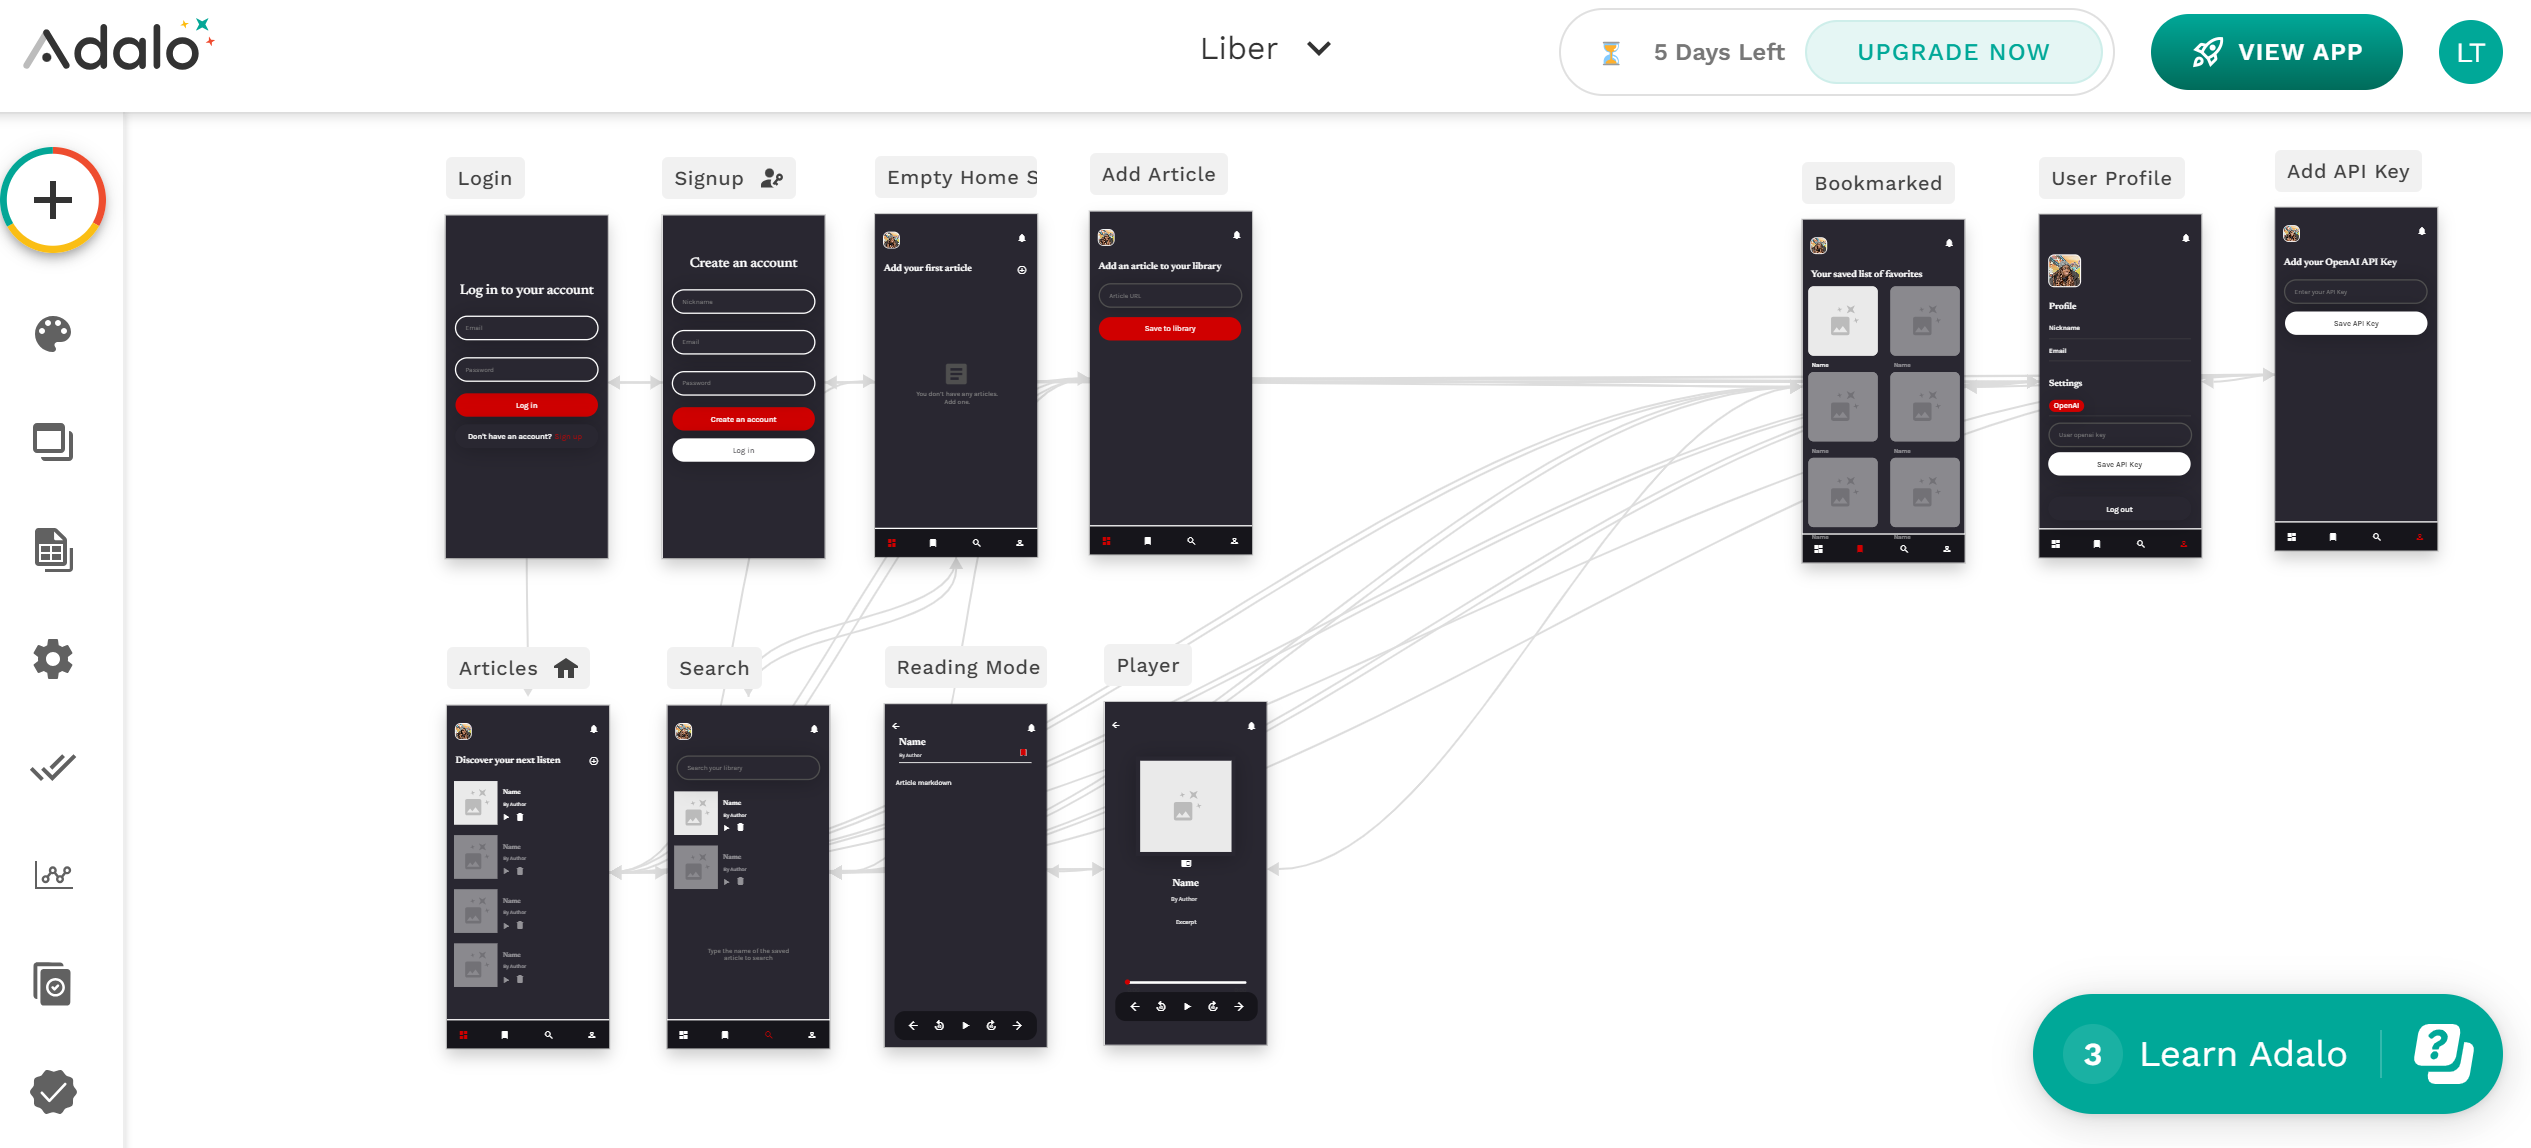 Adalo
Liber
5 Days Left
UPGRADE NOW
VIEW APP
LT
Login
Signup
Empty Home S
Add Article
Bookmarked
User Profile
Add API Key
Log in to your account
Email
Password
Log in
Don't have an account? Sign up
Create an account
Nickname
Email
Password
Create an account
Log in
Add your first article
You don't have any articles.
Add one.
Add an article to your library
Article URL
Save to library
Your saved list of favorites
Name
Name
Name
Name
Name
Name
Profile
Nickname
Email
Settings
OpenAI
User openai key
Save API Key
Log out
Add your OpenAI API Key
Enter your API Key
Save API Key
Articles
Search
Reading Mode
Player
Discover your next listen
Name
By Author
Name
By Author
Name
By Author
Name
By Author
Search your library
Name
By Author
Name
By Author
Type the name of the saved
article to search
Name
By Author
Article markdown
Name
By Author
Excerpt
3
Learn Adalo